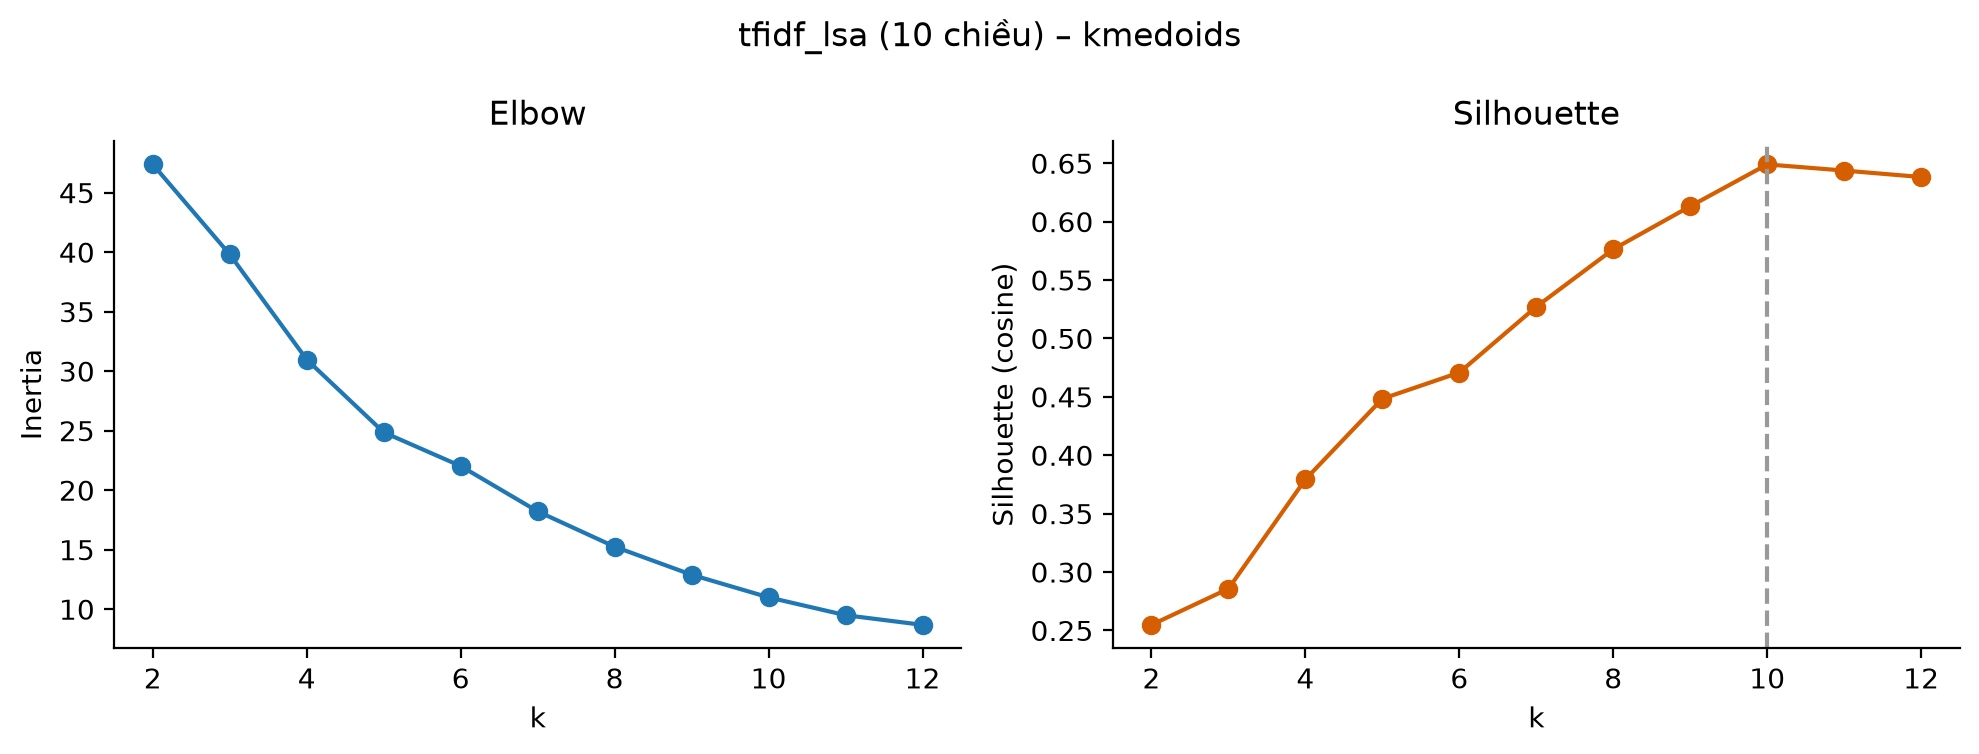 tfidf_lsa (10 chiều) – kmedoids
Elbow
Inertia
45
40
35
30
25
20
15
10
2 4 6 8 10 12
k
Silhouette
Silhouette (cosine)
0.65
0.60
0.55
0.50
0.45
0.40
0.35
0.30
0.25
2 4 6 8 10 12
k